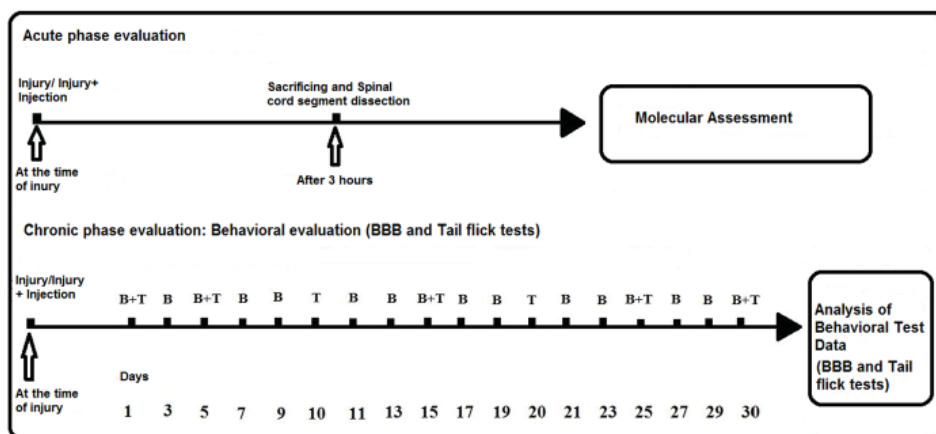 Acute phase evaluation
Injury/ Injury+
Injection
Sacrificing and Spinal
cord segment dissection
Molecular Assessment
At the time
of inury
After 3 hours
Chronic phase evaluation: Behavioral evaluation (BBB and Tail flick tests)
Injury/Injury
+ Injection
B+T B B+T B B T B B B+T B B T B B B+T B B B+T
Analysis of
Behavioral Test
Data
(BBB and Tail
flick tests)
At the time
of injury
Days
1 3 5 7 9 10 11 13 15 17 19 20 21 23 25 27 29 30